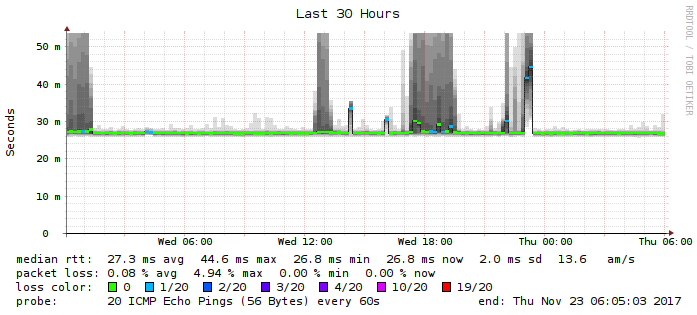 Last 30 Hours
RRDTOOL / TOBI OETIKER
Seconds
50 m
40 m
30 m
20 m
10 m
0
Wed 06:00 Wed 12:00 Wed 18:00 Thu 00:00 Thu 06:00
median rtt: 27.3 ms avg 44.6 ms max 26.8 ms min 26.8 ms now 2.0 ms sd 13.6 am/s
packet loss: 0.08 % avg 4.94 % max 0.00 % min 0.00 % now
loss color: 0 1/20 2/20 3/20 4/20 10/20 19/20
probe: 20 ICMP Echo Pings (56 Bytes) every 60s end: Thu Nov 23 06:05:03 2017